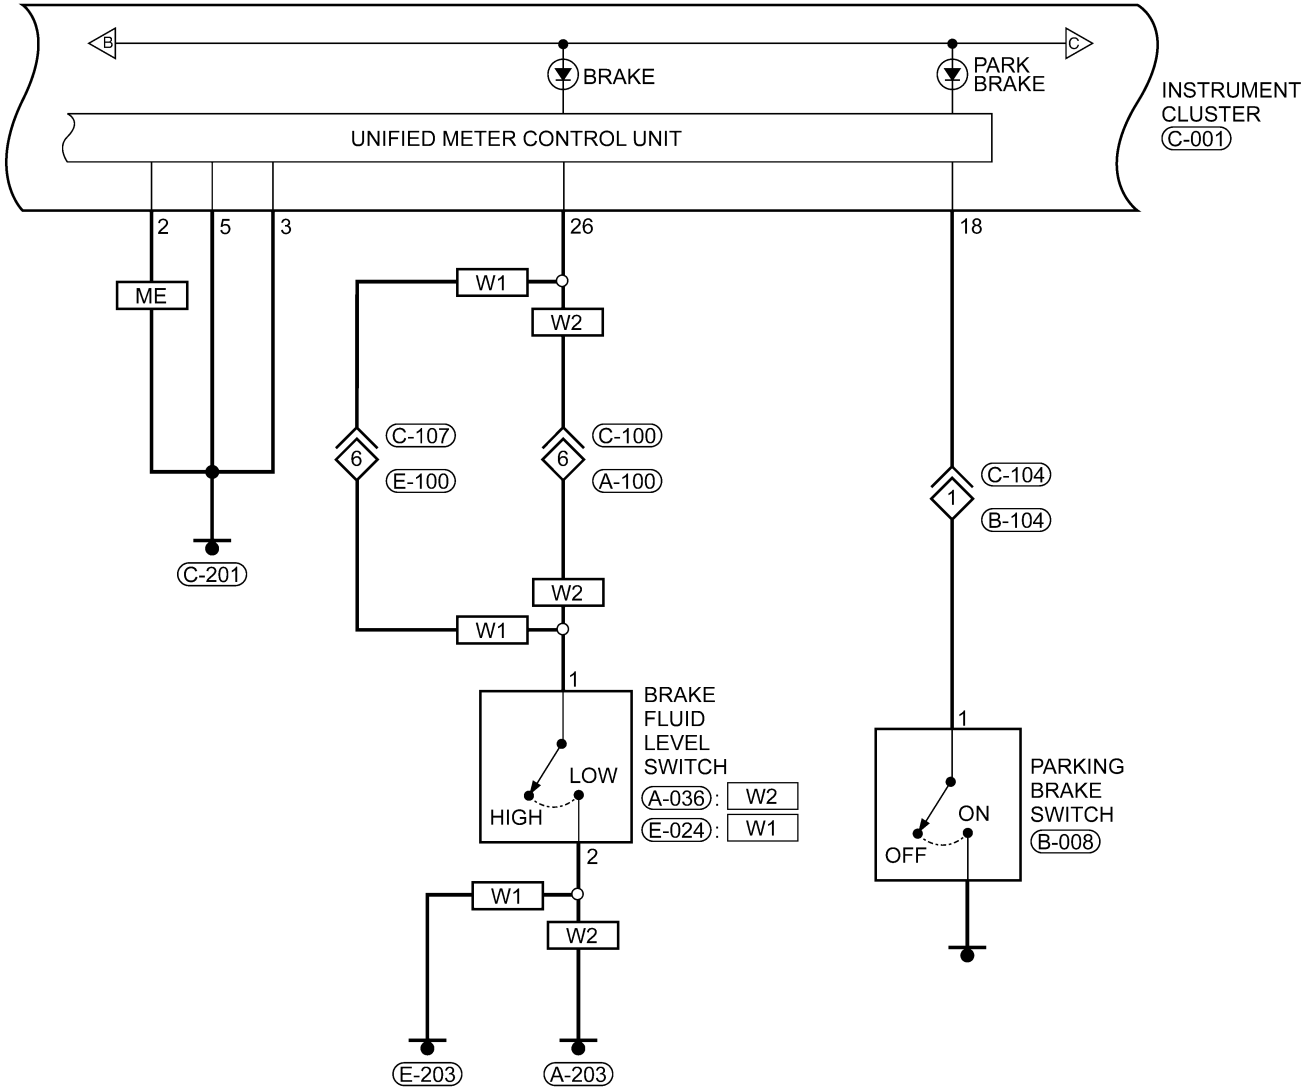 B
C
BRAKE
PARK
BRAKE
INSTRUMENT
CLUSTER
C-001
UNIFIED METER CONTROL UNIT
2
5
3
26
18
W1
ME
W2
C-107
C-100
6
6
E-100
A-100
C-104
1
B-104
C-201
W2
W1
1
BRAKE
FLUID
LEVEL
SWITCH
A-036 : W2
E-024 : W1
LOW
HIGH
1
PARKING
BRAKE
SWITCH
B-008
ON
OFF
2
W1
W2
E-203
A-203